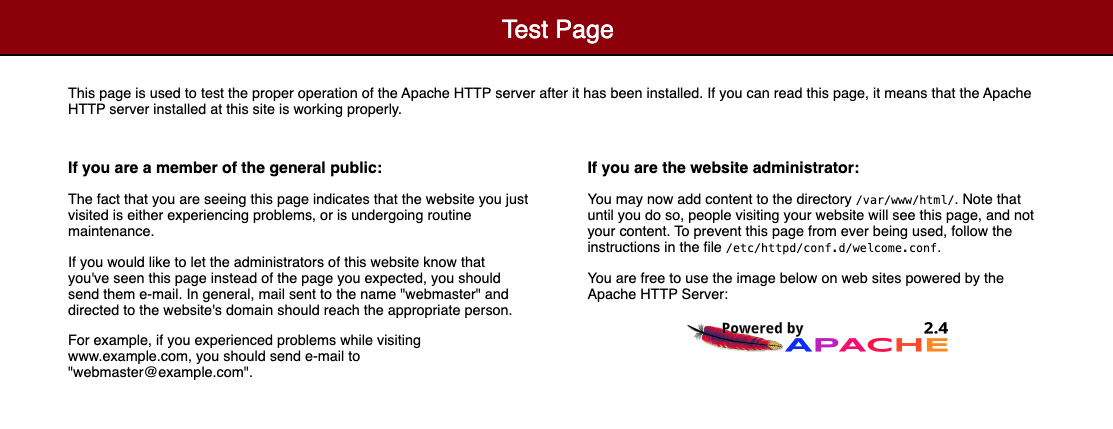 Test Page
This page is used to test the proper operation of the Apache HTTP server after it has been installed. If you can read this page, it means that the Apache
HTTP server installed at this site is working properly.
If you are a member of the general public:
The fact that you are seeing this page indicates that the website you just
visited is either experiencing problems, or is undergoing routine
maintenance.
If you would like to let the administrators of this website know that
you've seen this page instead of the page you expected, you should
send them e-mail. In general, mail sent to the name "webmaster" and
directed to the website's domain should reach the appropriate person.
For example, if you experienced problems while visiting
www.example.com, you should send e-mail to
"webmaster@example.com".
If you are the website administrator:
You may now add content to the directory /var/www/html/. Note that
until you do so, people visiting your website will see this page, and not
your content. To prevent this page from ever being used, follow the
instructions in the file /etc/httpd/conf.d/welcome.conf.
You are free to use the image below on web sites powered by the
Apache HTTP Server:
Powered by 2.4
APACHE